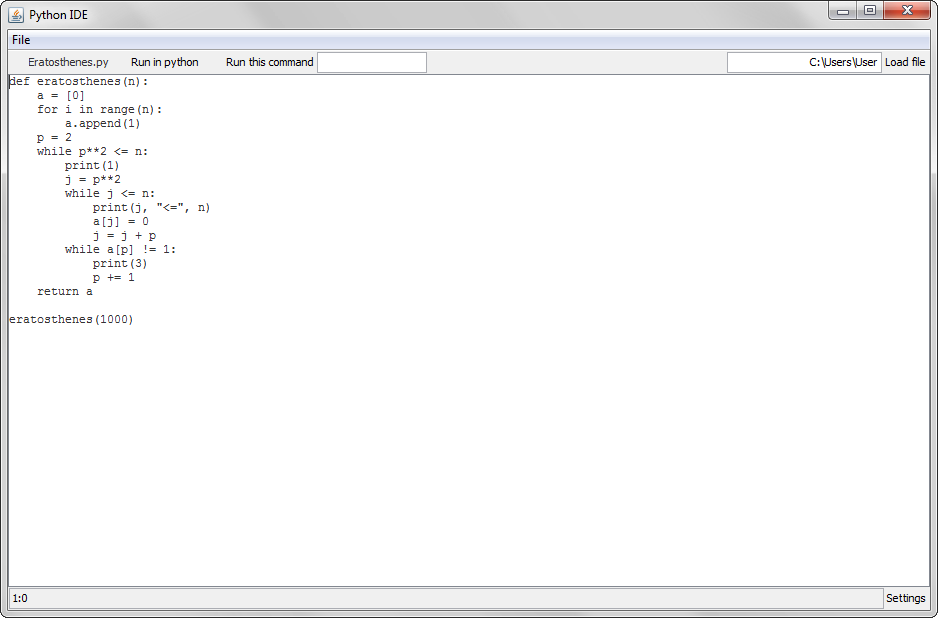 Python IDE
File
Eratosthenes.py Run in python Run this command C:\Users\User Load file
def eratosthenes(n):
    a = [0]
    for i in range(n):
        a.append(1)
    p = 2
    while p**2 <= n:
        print(1)
        j = p**2
        while j <= n:
            print(j, "<=", n)
            a[j] = 0
            j = j + p
        while a[p] != 1:
            print(3)
            p += 1
    return a

eratosthenes(1000)
1:0 Settings